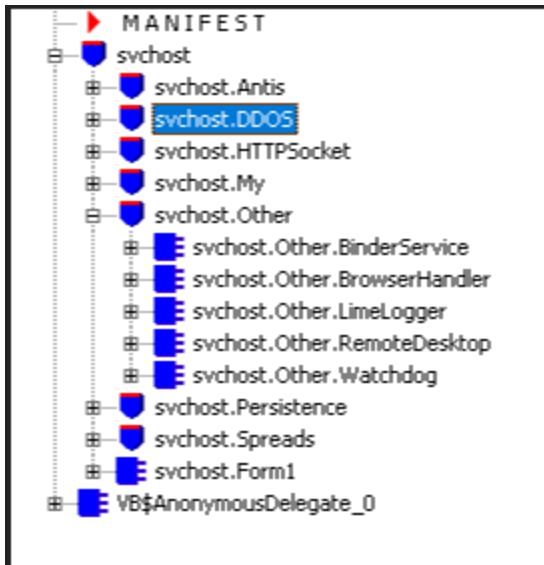 MANIFEST
svchost
svchost.Antis
svchost.DDOS
svchost.HTTPSocket
svchost.My
svchost.Other
svchost.Other.BinderService
svchost.Other.BrowserHandler
svchost.Other.LimeLogger
svchost.Other.RemoteDesktop
svchost.Other.Watchdog
svchost.Persistence
svchost.Spreads
svchost.Form1
VB$AnonymousDelegate_0